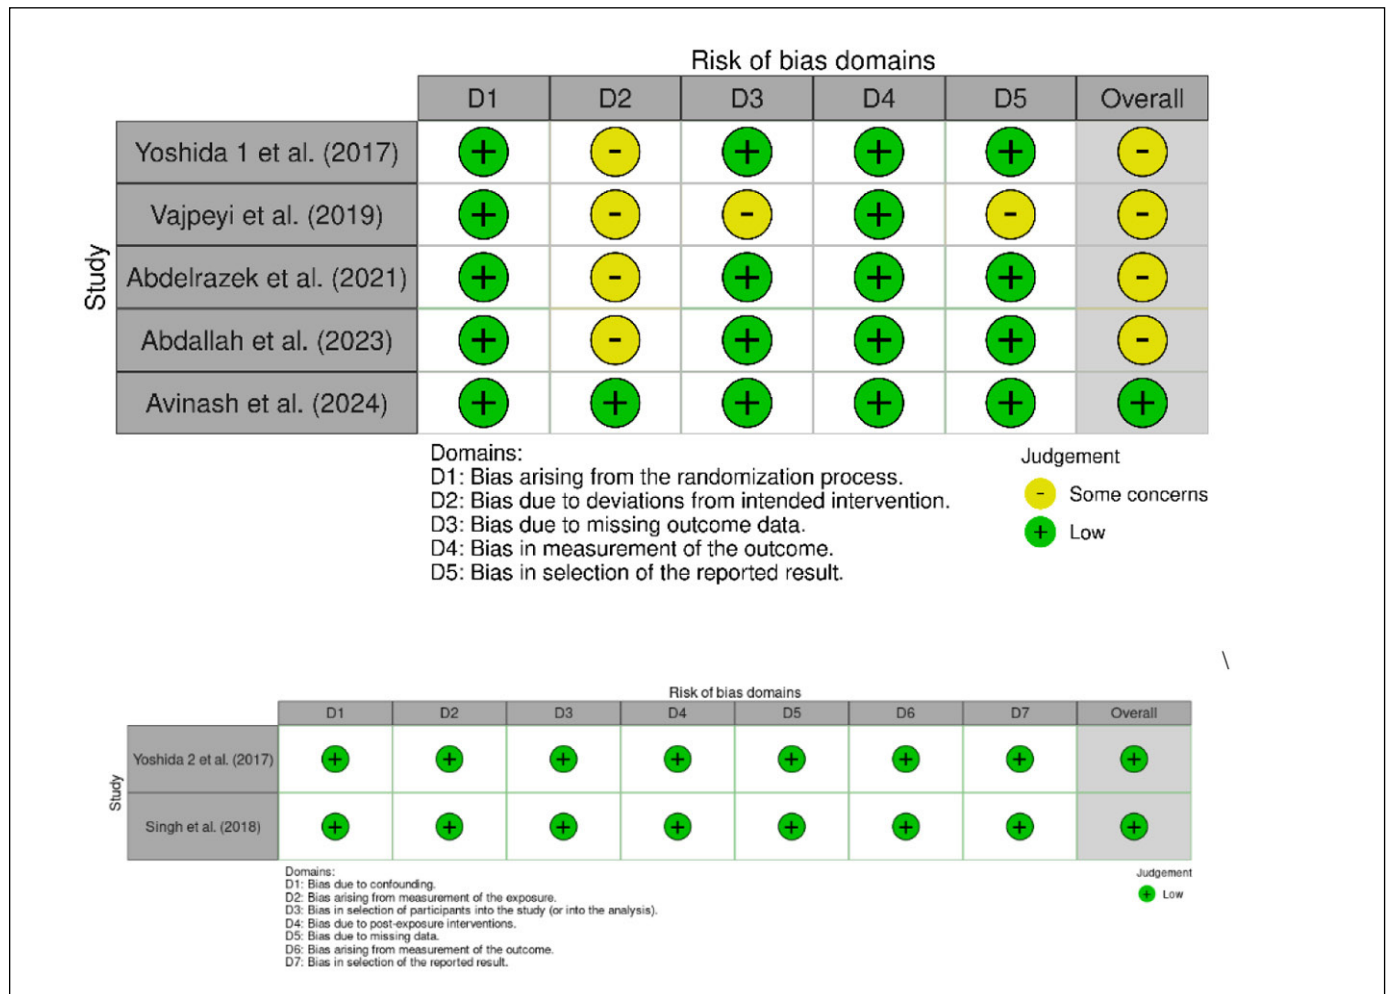 Risk of bias domains
D1 D2 D3 D4 D5 Overall
Study
Yoshida 1 et al. (2017) + - + + + -
Vajpeyi et al. (2019) + - - + - -
Abdelrazek et al. (2021) + - + + + -
Abdallah et al. (2023) + - + + + -
Avinash et al. (2024) + + + + + +
Domains:
D1: Bias arising from the randomization process.
D2: Bias due to deviations from intended intervention.
D3: Bias due to missing outcome data.
D4: Bias in measurement of the outcome.
D5: Bias in selection of the reported result.
Judgement
- Some concerns
+ Low
\
Risk of bias domains
D1 D2 D3 D4 D5 D6 D7 Overall
Study
Yoshida 2 et al. (2017) + + + + + + + +
Singh et al. (2018) + + + + + + + +
Domains:
D1: Bias due to confounding.
D2: Bias arising from measurement of the exposure.
D3: Bias in selection of participants into the study (or into the analysis).
D4: Bias due to post-exposure interventions.
D5: Bias due to missing data.
D6: Bias arising from measurement of the outcome.
D7: Bias in selection of the reported result.
Judgement
+ Low